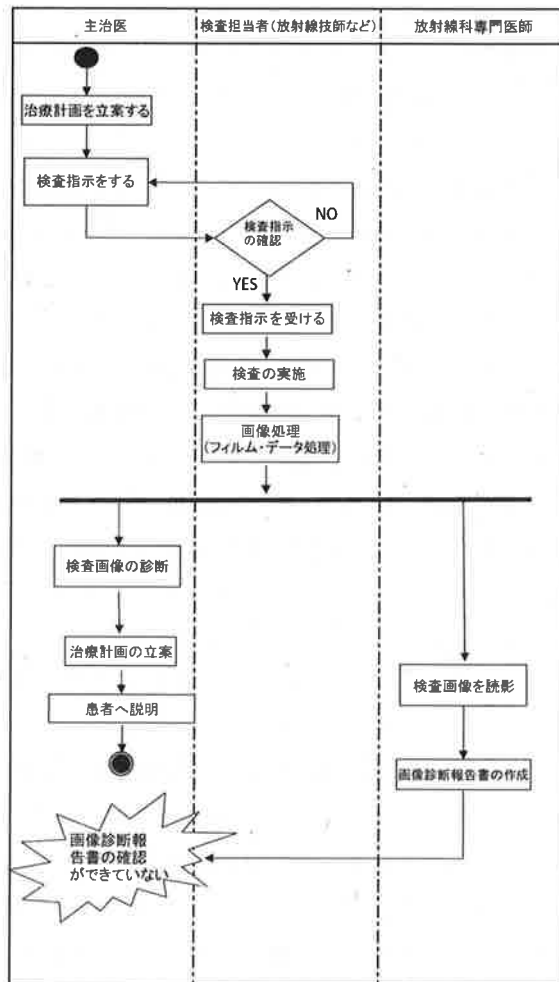 主治医
検査担当者(放射線技師など)
放射線科専門医師
治療計画を立案する
検査指示をする
NO
検査指示
の確認
YES
検査指示を受ける
検査の実施
画像処理
(フィルム・データ処理)
検査画像の診断
治療計画の立案
検査画像を読影
患者へ説明
画像診断報告書の作成
画像診断報
告書の確認
ができていない